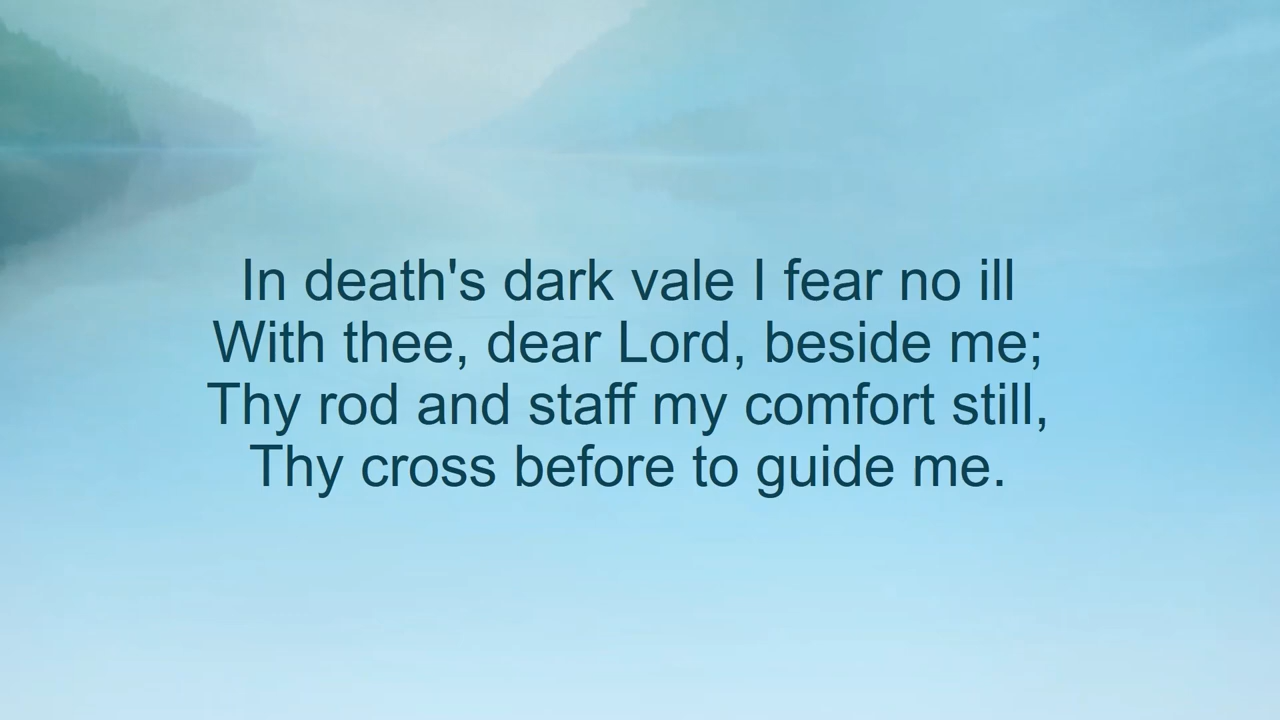 In death's dark vale I fear no ill
With thee, dear Lord, beside me;
Thy rod and staff my comfort still,
Thy cross before to guide me.